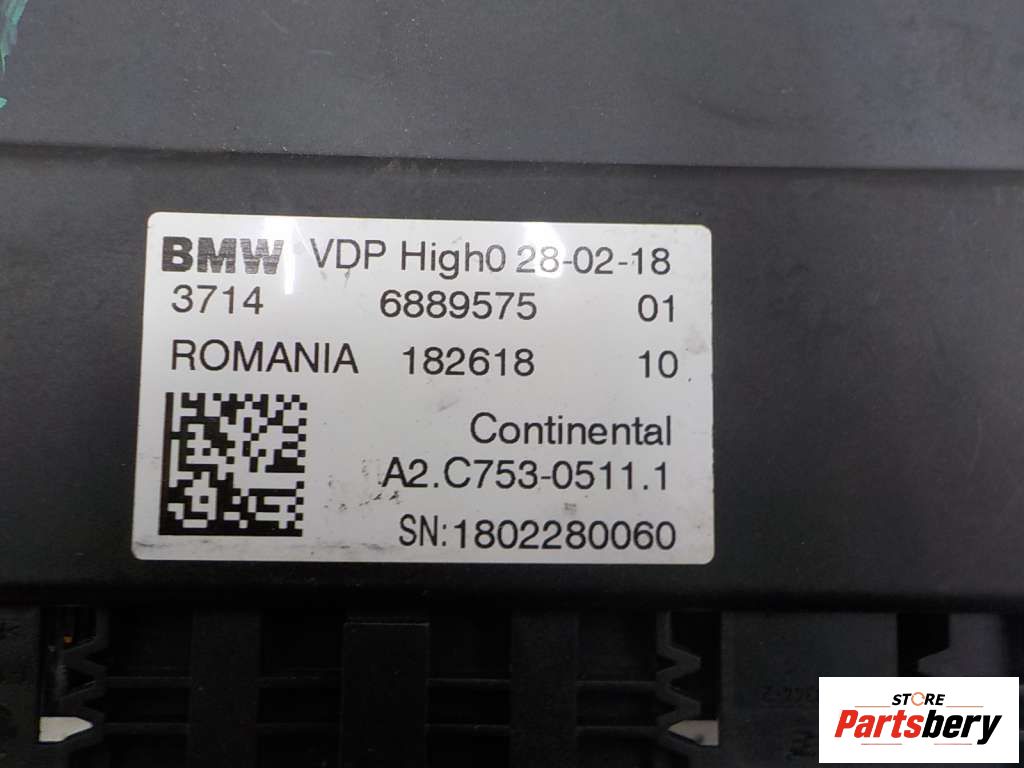 BMW VDP High0 28-02-18
3714 6889575 01
ROMANIA 182618 10
Continental
A2.C753-0511.1
SN:1802280060
STORE
Partsbery